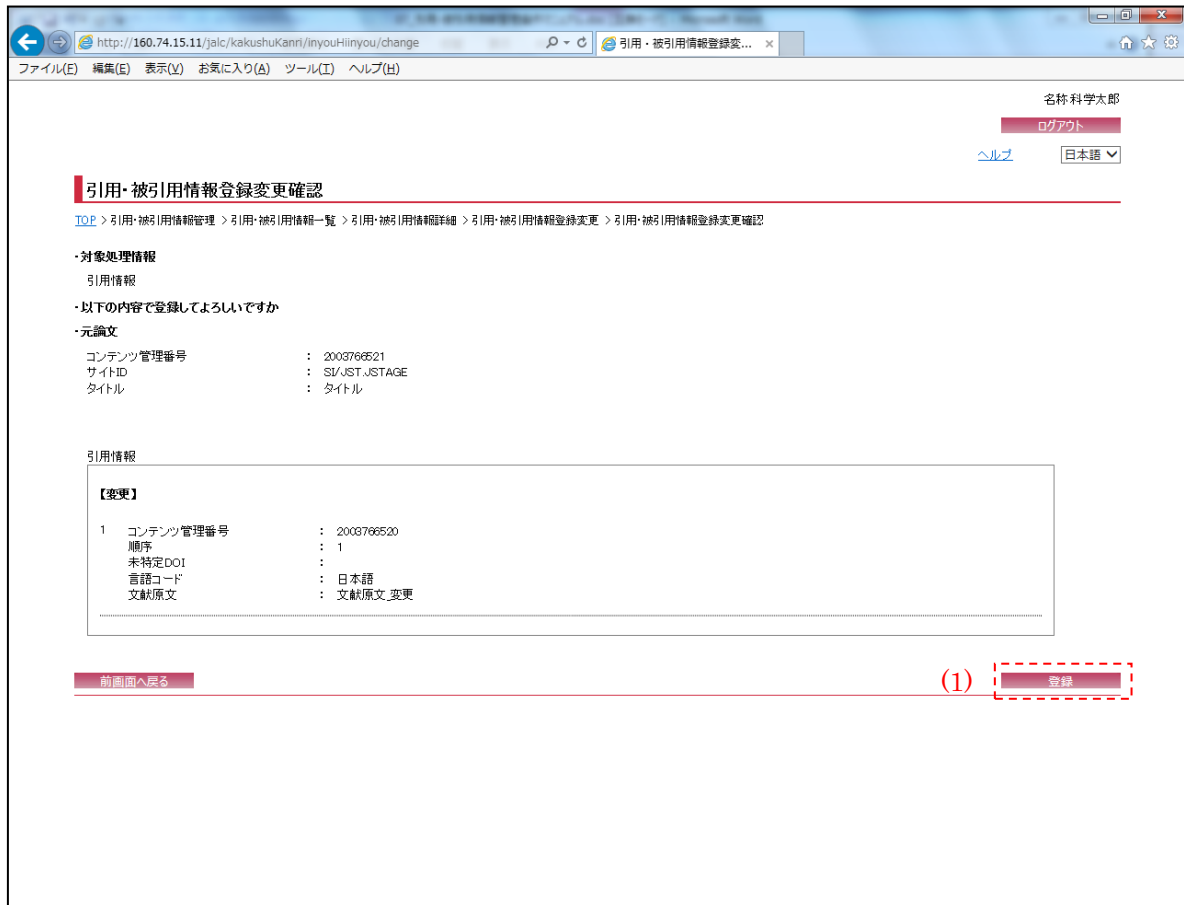 http://160.74.15.11/jalc/kakushuKanri/inyouHiinyou/change
引用・被引用情報登録変...
ファイル(F) 編集(E) 表示(V) お気に入り(A) ツール(T) ヘルプ(H)
名称科学太郎
ログアウト
ヘルプ 日本語
引用・被引用情報登録変更確認
TOP > 引用・被引用情報管理 > 引用・被引用情報一覧 > 引用・被引用情報詳細 > 引用・被引用情報登録変更 > 引用・被引用情報登録変更確認
・対象処理情報
引用情報
・以下の内容で登録してよろしいですか
・元論文
コンテンツ管理番号 : 2003766521
サイトID : SI/JST.JSTAGE
タイトル : タイトル
引用情報
【変更】
1 コンテンツ管理番号 : 2003766520
順序 : 1
未特定DOI :
言語コード : 日本語
文献原文 : 文献原文_変更
前画面へ戻る (1) 登録